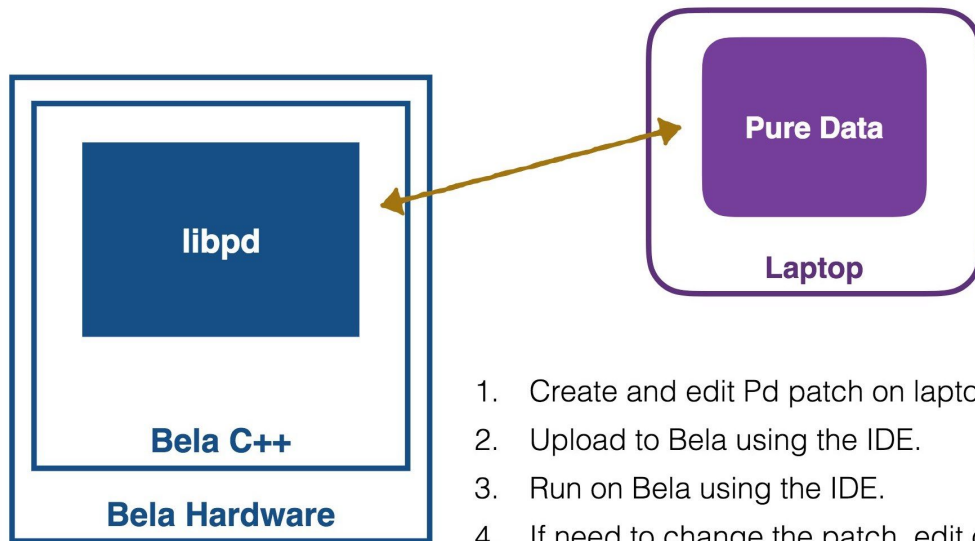 Pure Data
libpd
Laptop
1. Create and edit Pd patch on
Bela C++
2. Upload to Bela using the IDE.
3. Run on Bela using the IDE.
Bela Hardware
4. If need to change the patch, edit